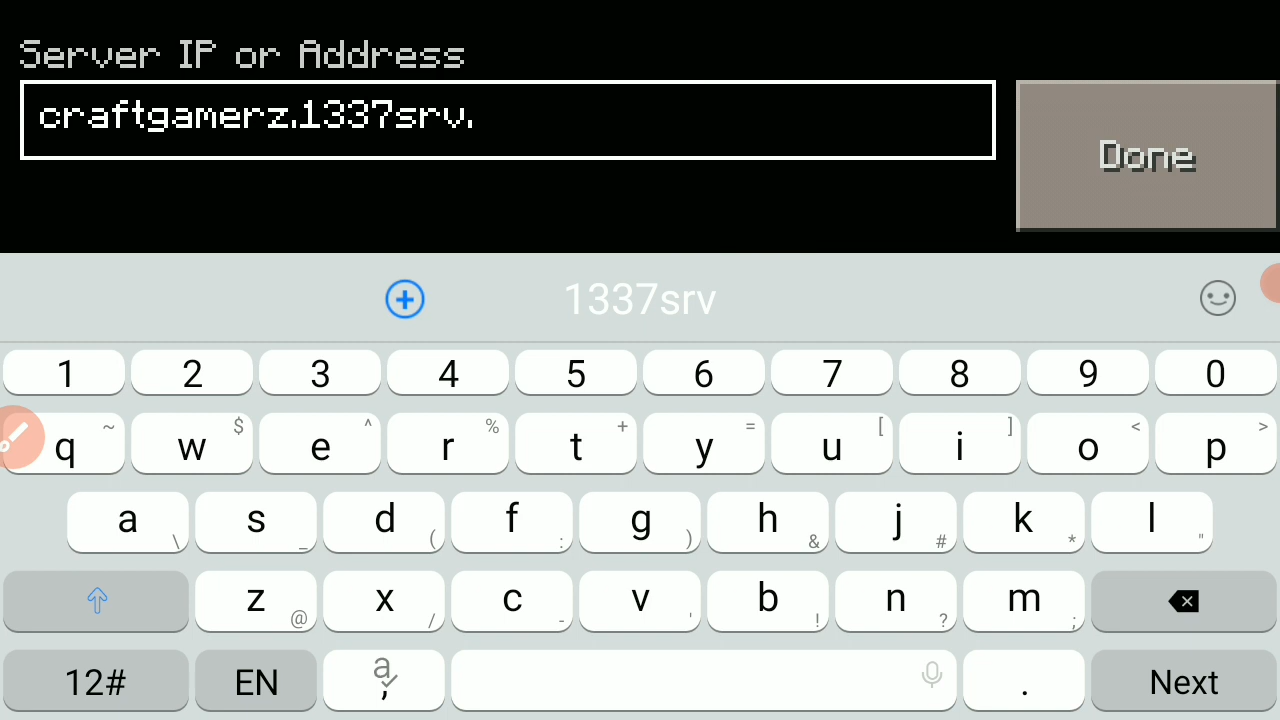 Server IP or Address
craftgamerz.1337srv.
Done
1337srv
1 2 3 4 5 6 7 8 9 0
q ~ w $ e ^ r % t + y = u [ i ] o < p >
a \ s _ d ( f : g ) h & j # k * l "
z @ x / c - v ' b ! n ? m ;
12# EN a , . Next